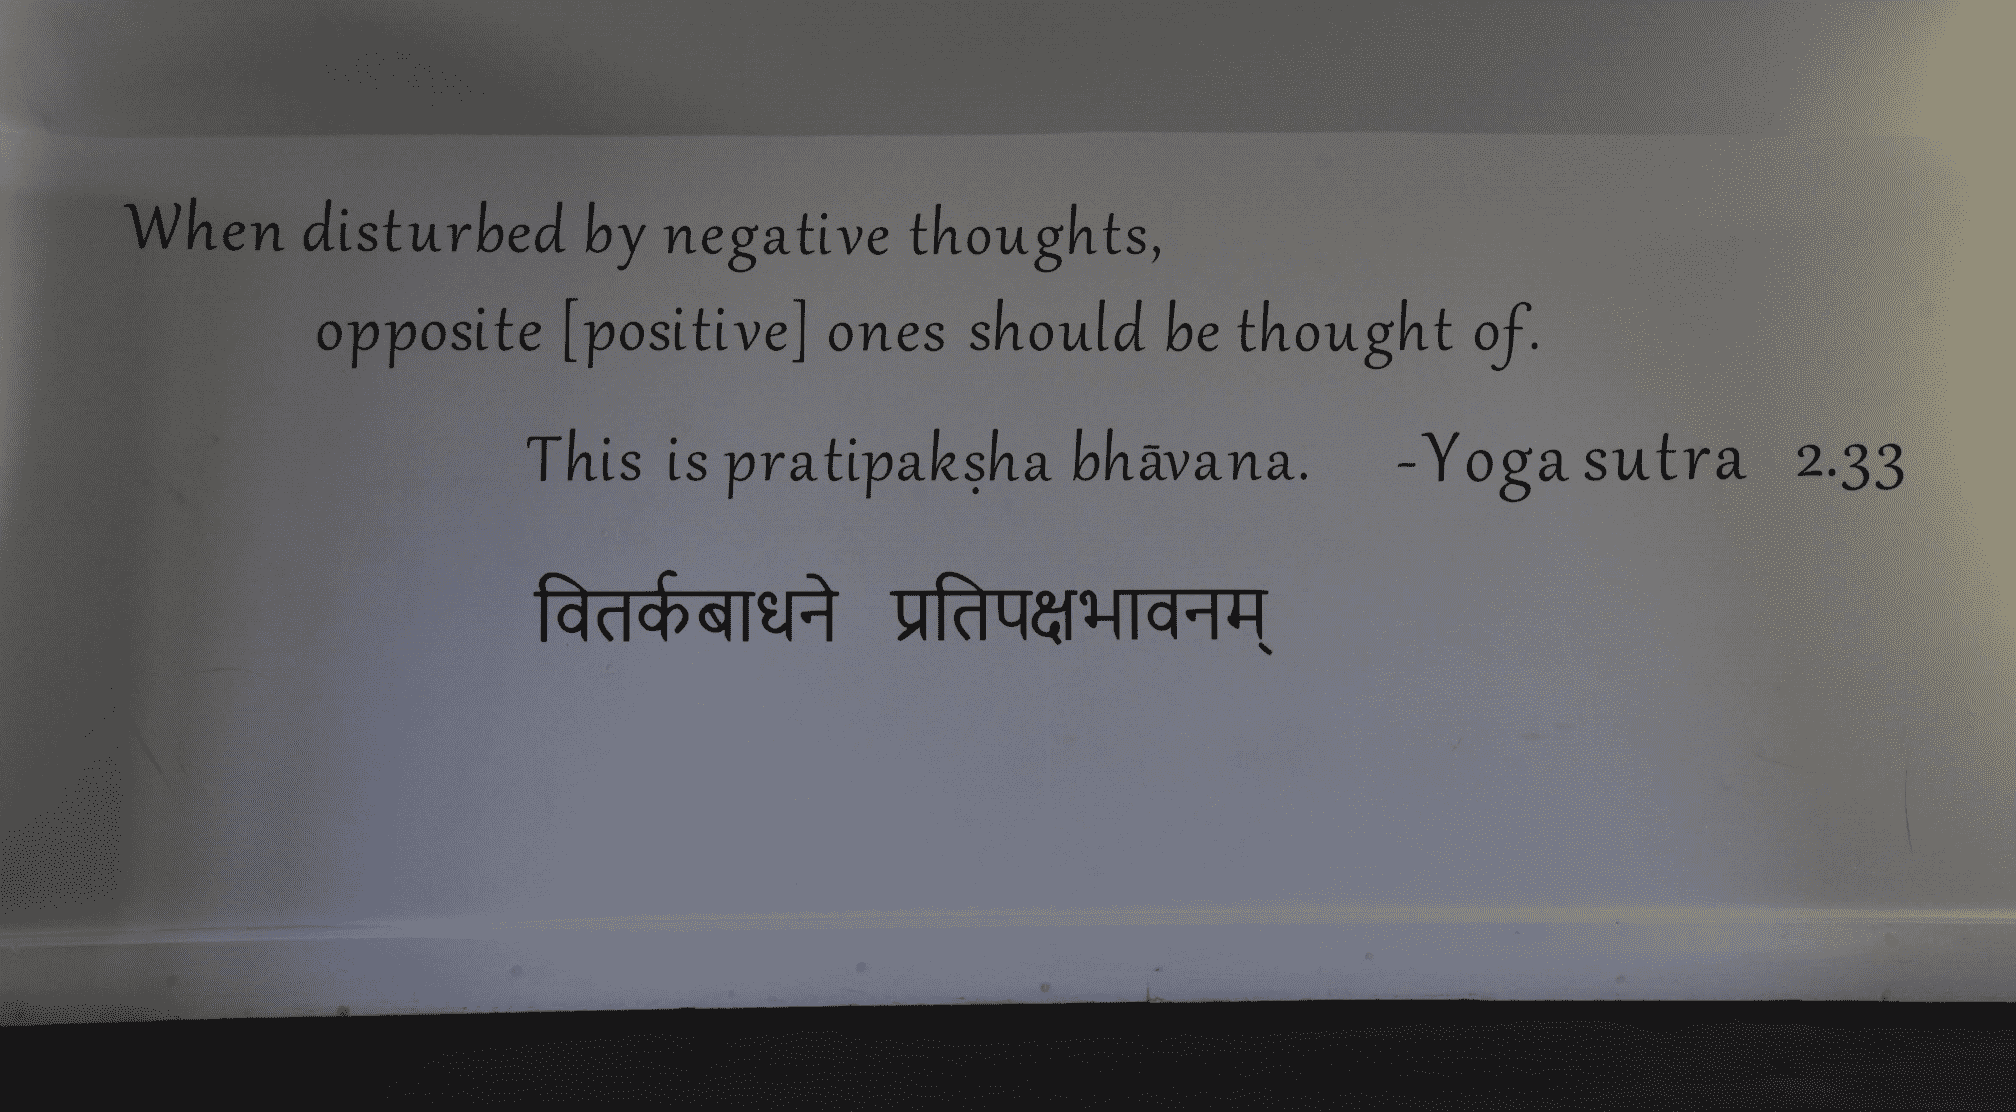 When disturbed by negative thoughts,
opposite [positive] ones should be thought of.
This is pratipakṣha bhāvana. -Yoga sutra 2.33
वितर्कबाधने प्रतिपक्षभावनम्